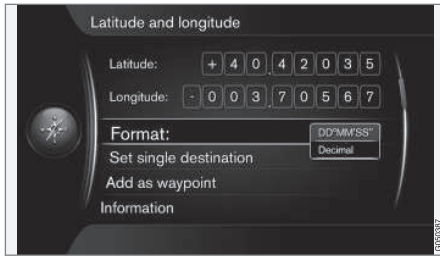 Latitude and longitude
Latitude: +40.42035
Longitude: -003.70567
Format: DD°MM'SS"
Decimal
Set single destination
Add as waypoint
Information
G050387